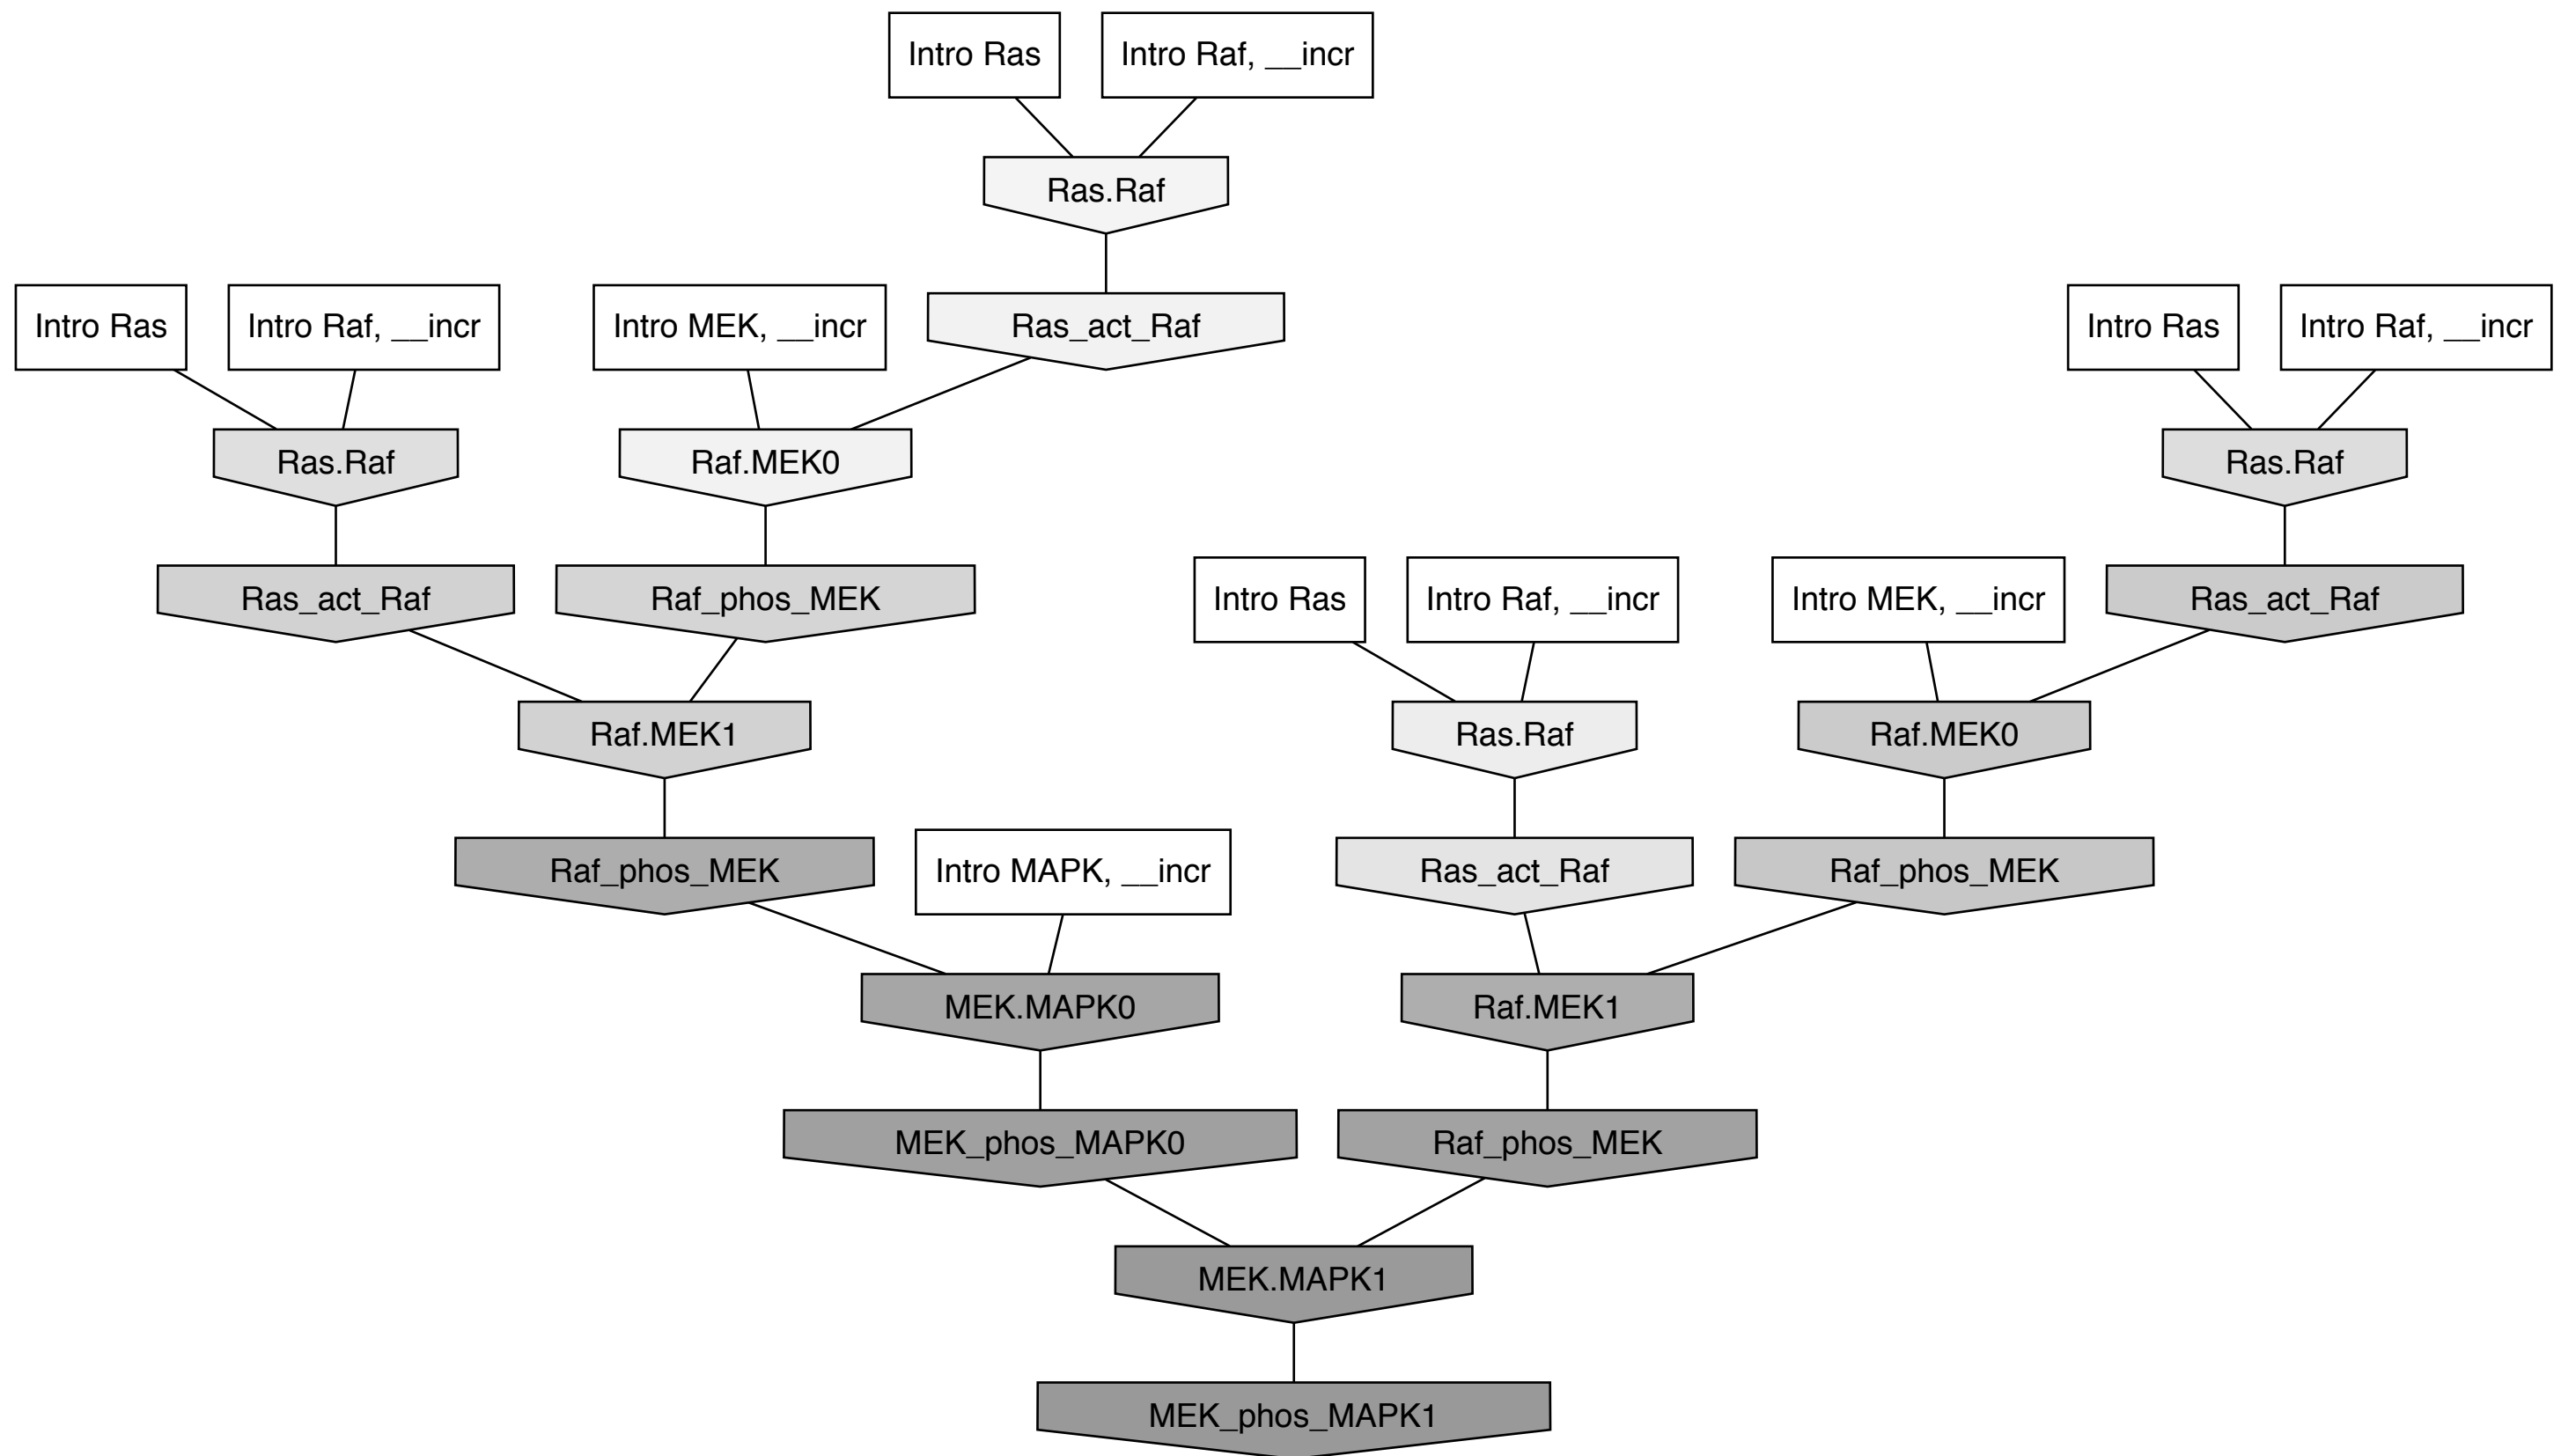 Intro Ras
Intro Raf, __incr
Ras.Raf
Intro Ras
Intro Raf, __incr
Intro MEK, __incr
Ras_act_Raf
Intro Ras
Intro Raf, __incr
Ras.Raf
Raf.MEK0
Ras.Raf
Ras_act_Raf
Raf_phos_MEK
Intro Ras
Intro Raf, __incr
Intro MEK, __incr
Ras_act_Raf
Raf.MEK1
Ras.Raf
Raf.MEK0
Raf_phos_MEK
Intro MAPK, __incr
Ras_act_Raf
Raf_phos_MEK
MEK.MAPK0
Raf.MEK1
MEK_phos_MAPK0
Raf_phos_MEK
MEK.MAPK1
MEK_phos_MAPK1